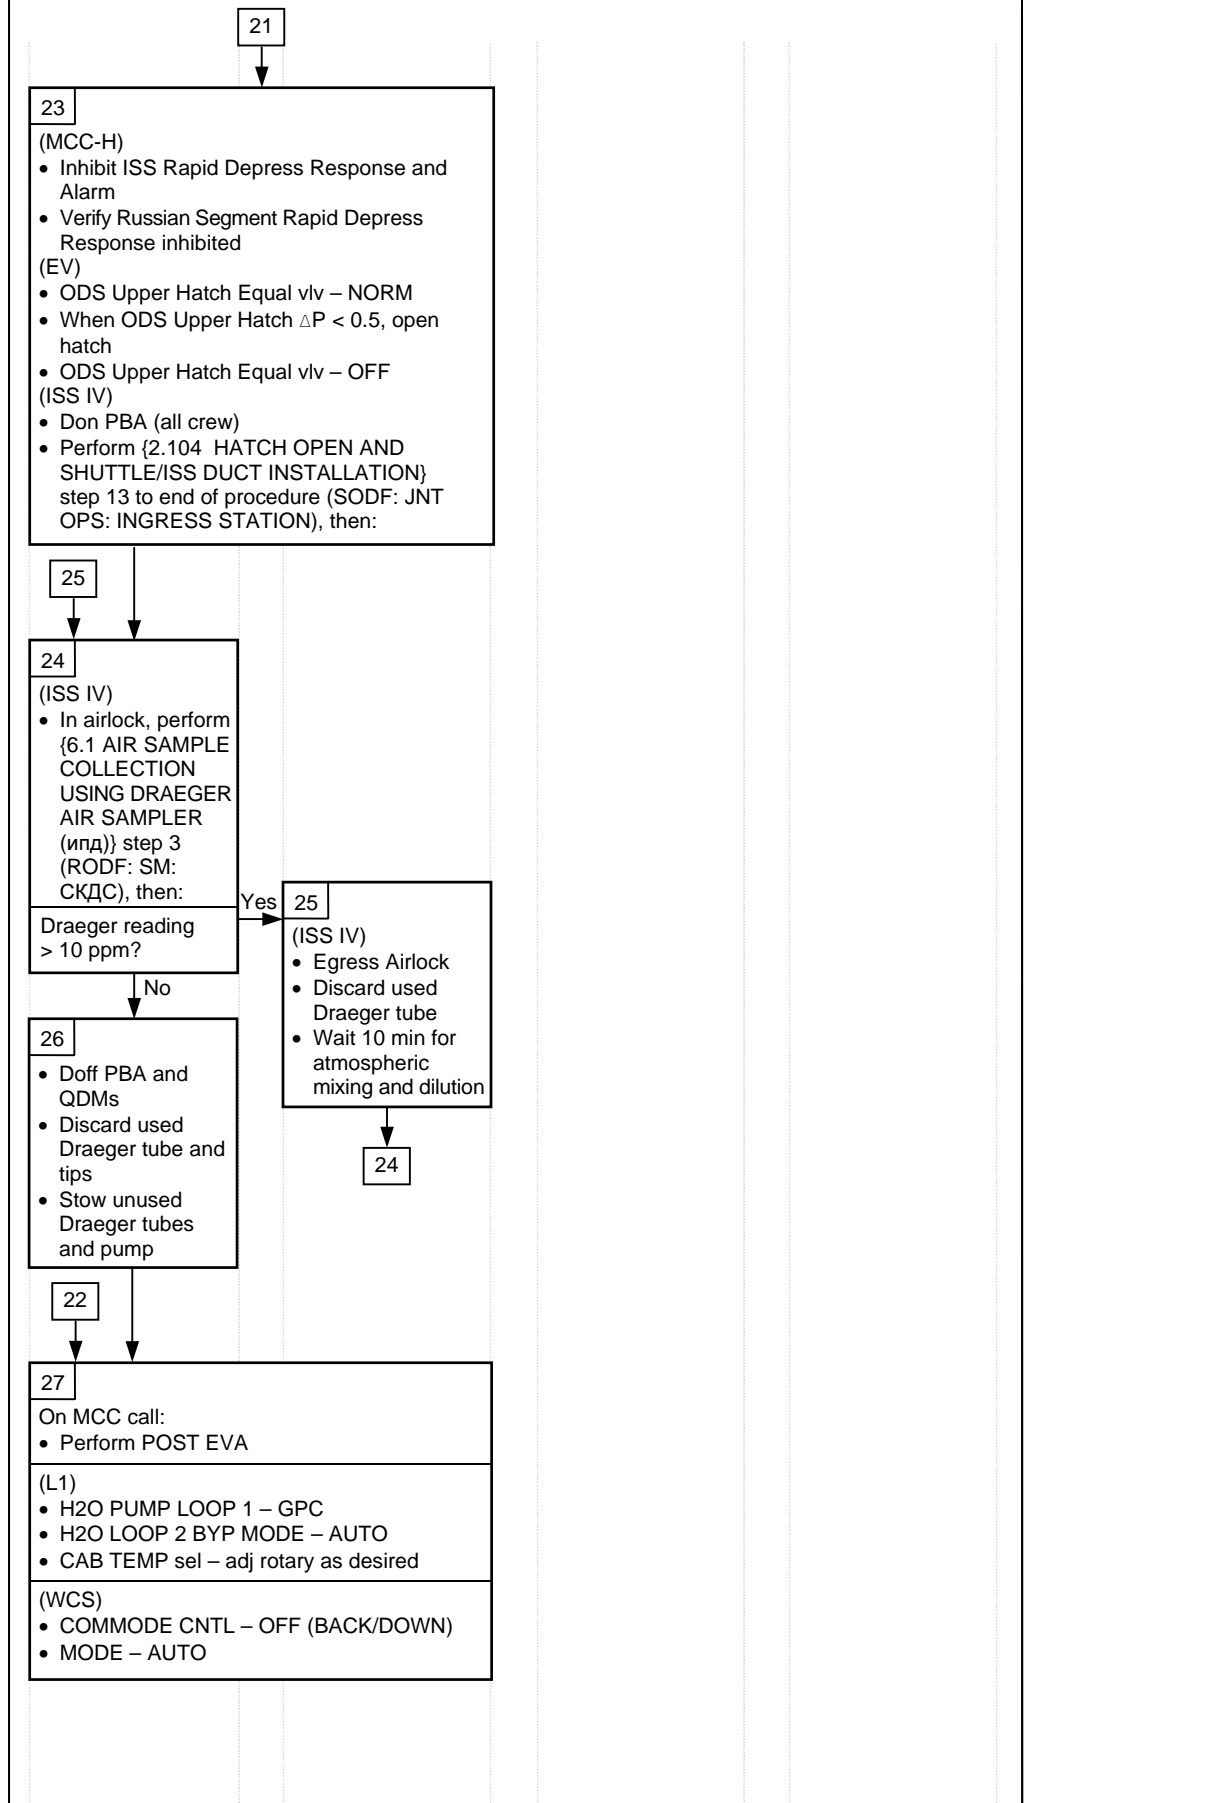 21
23
(MCC-H)
• Inhibit ISS Rapid Depress Response and
Alarm
• Verify Russian Segment Rapid Depress
Response inhibited
(EV)
• ODS Upper Hatch Equal vlv – NORM
• When ODS Upper Hatch ΔP < 0.5, open
hatch
• ODS Upper Hatch Equal vlv – OFF
(ISS IV)
• Don PBA (all crew)
• Perform {2.104 HATCH OPEN AND
SHUTTLE/ISS DUCT INSTALLATION}
step 13 to end of procedure (SODF: JNT
OPS: INGRESS STATION), then:
25
24
(ISS IV)
• In airlock, perform
{6.1 AIR SAMPLE
COLLECTION
USING DRAEGER
AIR SAMPLER
(ипд)} step 3
(RODF: SM:
СКДС), then:
Draeger reading
> 10 ppm?
Yes
No
25
(ISS IV)
• Egress Airlock
• Discard used
Draeger tube
• Wait 10 min for
atmospheric
mixing and dilution
24
26
• Doff PBA and
QDMs
• Discard used
Draeger tube and
tips
• Stow unused
Draeger tubes
and pump
22
27
On MCC call:
• Perform POST EVA
(L1)
• H2O PUMP LOOP 1 – GPC
• H2O LOOP 2 BYP MODE – AUTO
• CAB TEMP sel – adj rotary as desired
(WCS)
• COMMODE CNTL – OFF (BACK/DOWN)
• MODE – AUTO